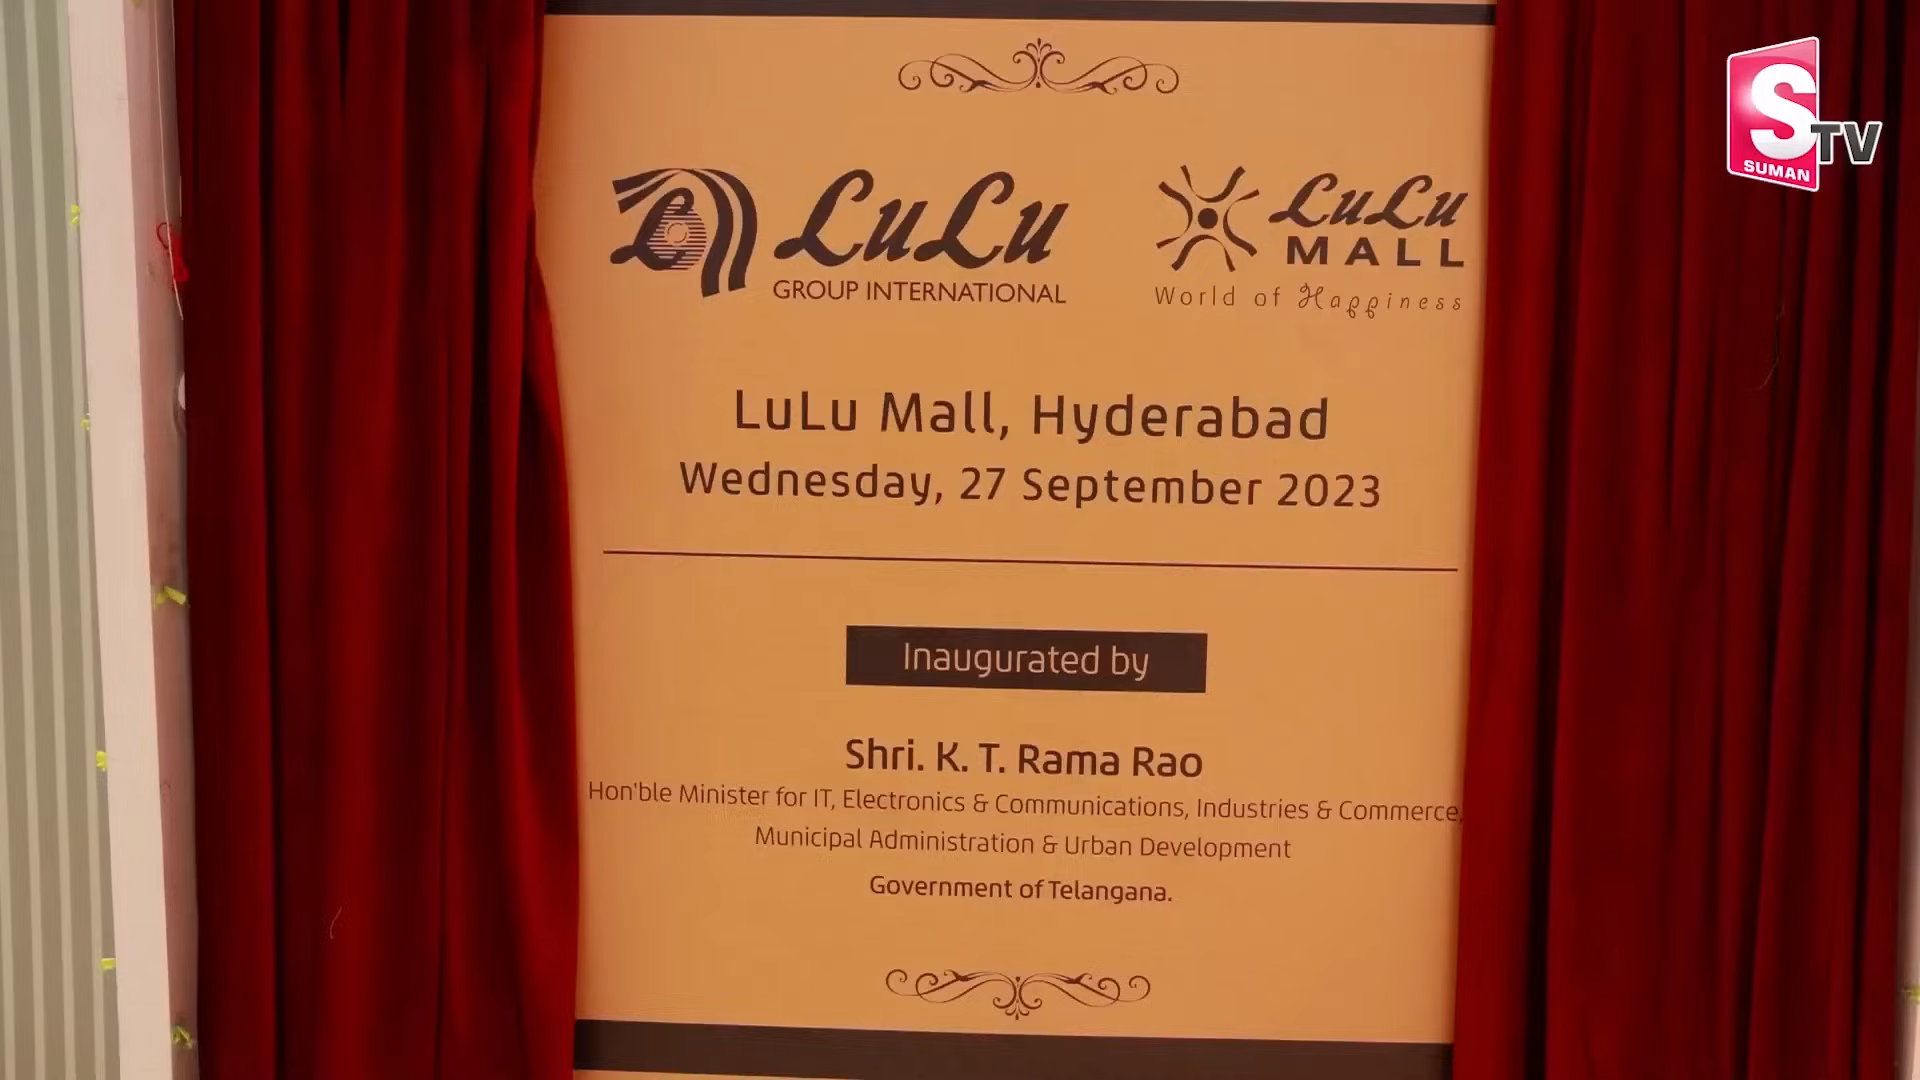 S
TV
SUMAN
LuLu
GROUP INTERNATIONAL
LuLu
MALL
World of Happiness
LuLu Mall, Hyderabad
Wednesday, 27 September 2023
Inaugurated by
Shri. K. T. Rama Rao
Hon'ble Minister for IT, Electronics & Communications, Industries & Commerce,
Municipal Administration & Urban Development
Government of Telangana.